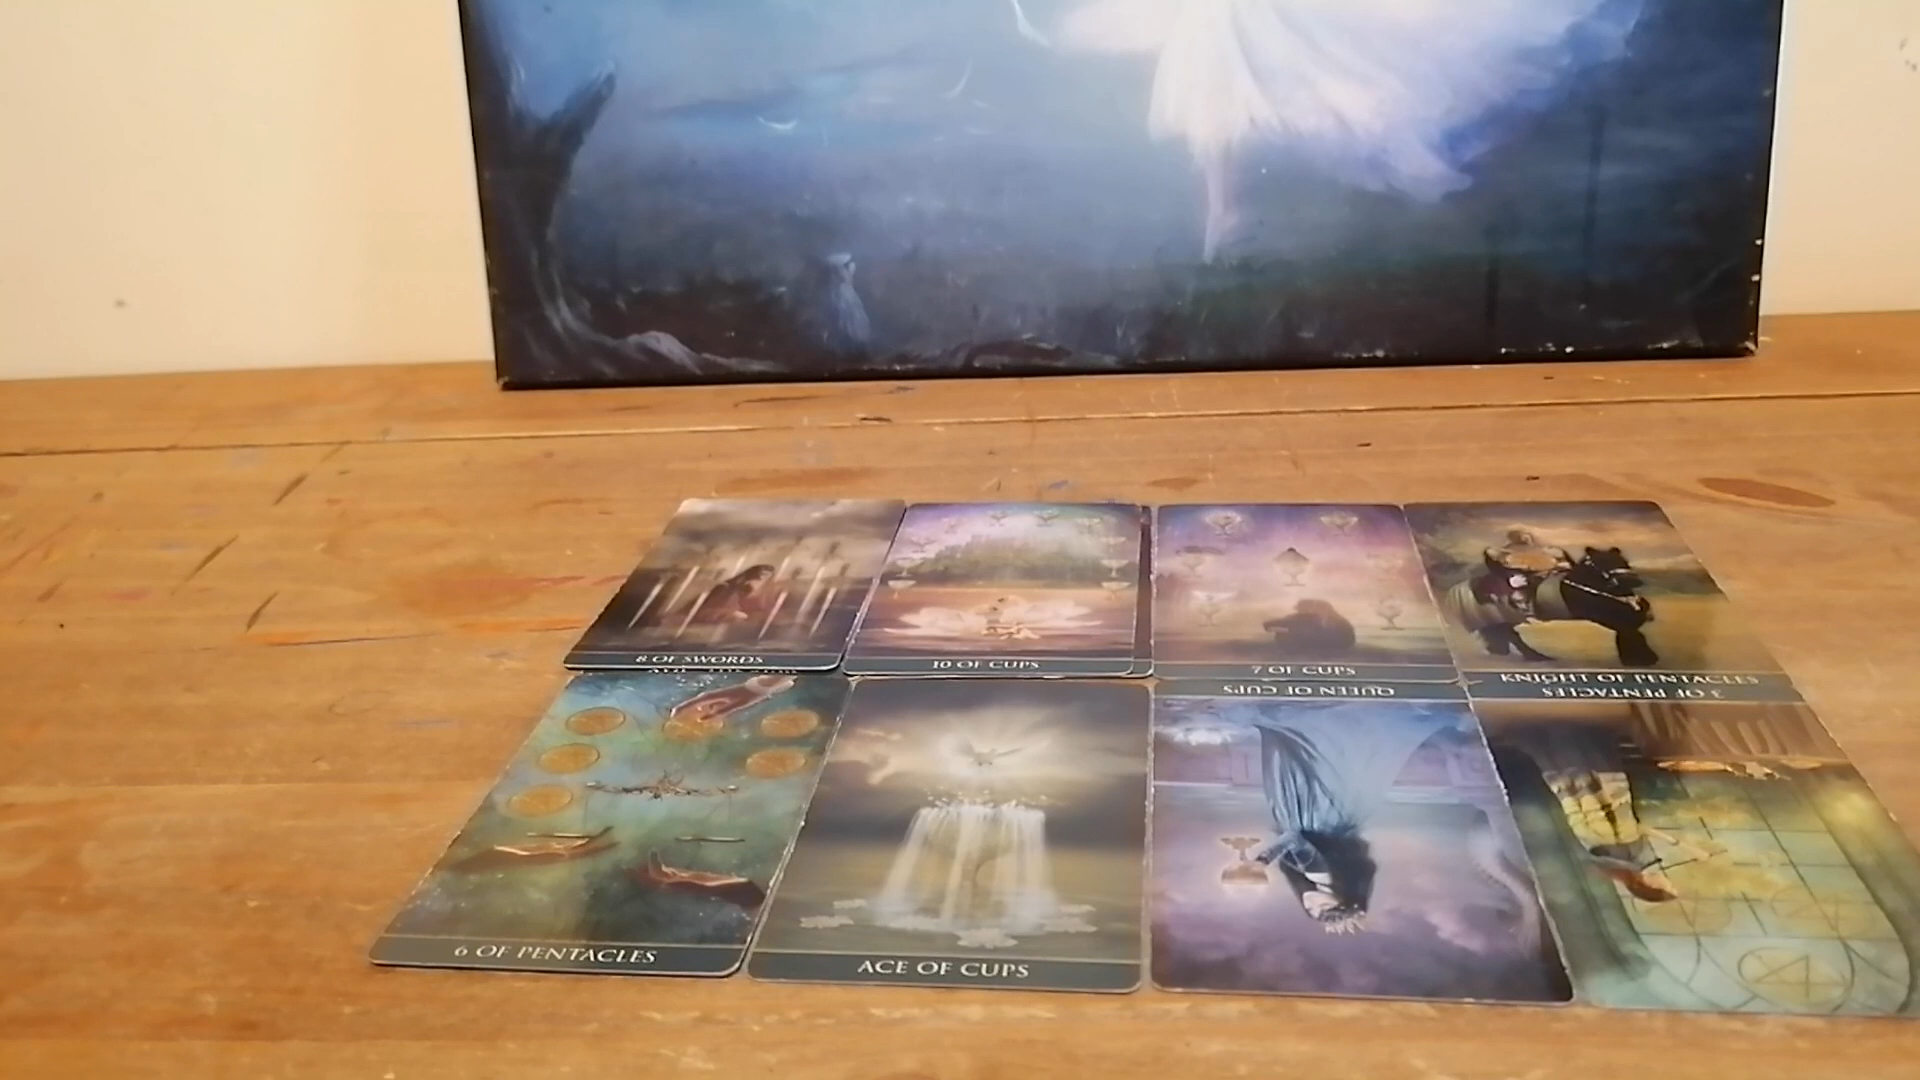 8 OF SWORDS
10 OF CUPS
7 OF CUPS
KNIGHT OF PENTACLES
6 OF PENTACLES
ACE OF CUPS
QUEEN OF CUPS
3 OF PENTACLES